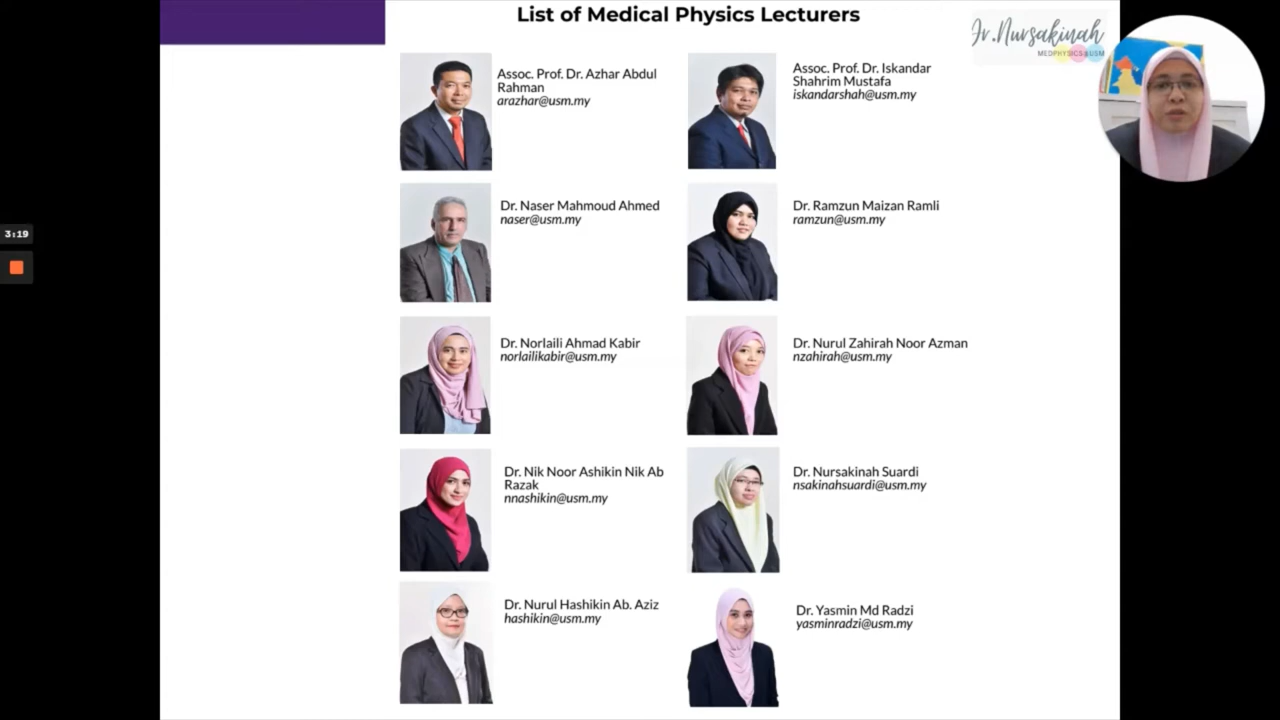 List of Medical Physics Lecturers
Dr.Nursakinah
MEDPHYSICS@USM
Assoc. Prof. Dr. Azhar Abdul
Rahman
arazhar@usm.my
Assoc. Prof. Dr. Iskandar
Shahrim Mustafa
iskandarshah@usm.my
Dr. Naser Mahmoud Ahmed
naser@usm.my
Dr. Ramzun Maizan Ramli
ramzun@usm.my
3:19
Dr. Norlaili Ahmad Kabir
norlailikabir@usm.my
Dr. Nurul Zahirah Noor Azman
nzahirah@usm.my
Dr. Nik Noor Ashikin Nik Ab
Razak
nnashikin@usm.my
Dr. Nursakinah Suardi
nsakinahsuardi@usm.my
Dr. Nurul Hashikin Ab. Aziz
hashikin@usm.my
Dr. Yasmin Md Radzi
yasminradzi@usm.my